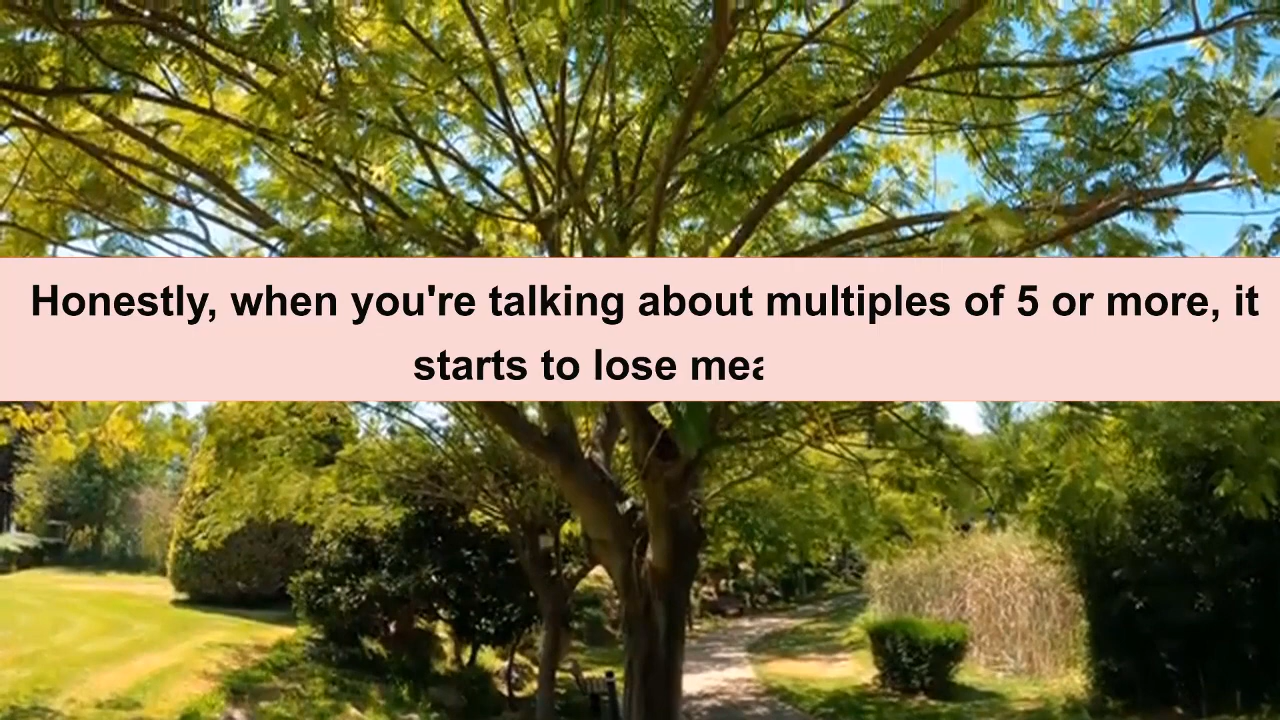 Honestly, when you're talking about multiples of 5 or more, it
starts to lose